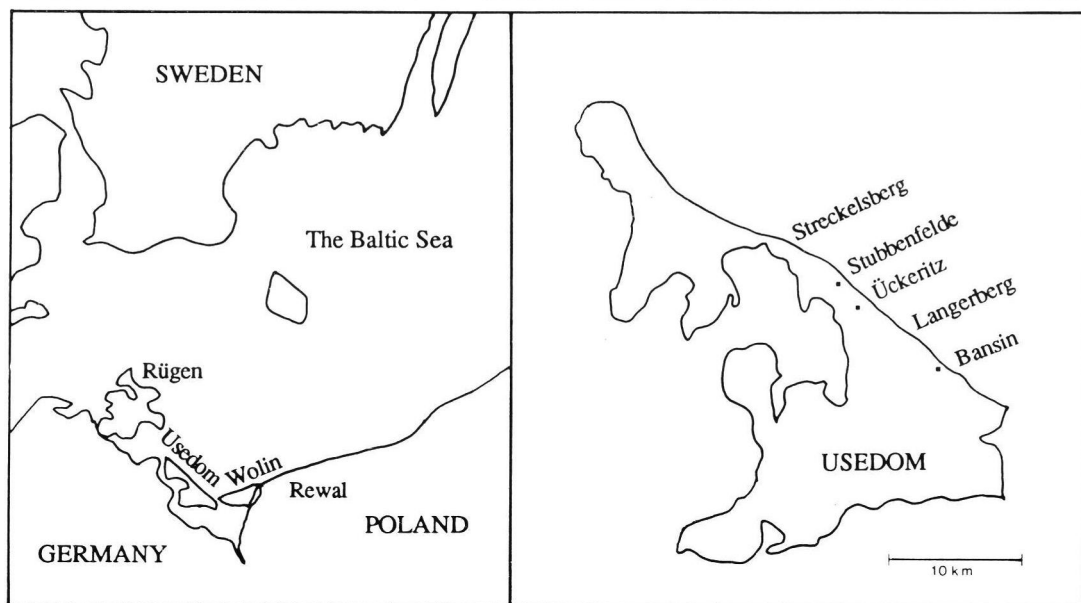 SWEDEN
The Baltic Sea
Rügen
Usedom
Wolin
Rewal
POLAND
GERMANY
Streckelsberg
Stubbenfelde
Ückeritz
Langerberg
Bansin
USEDOM
10 km